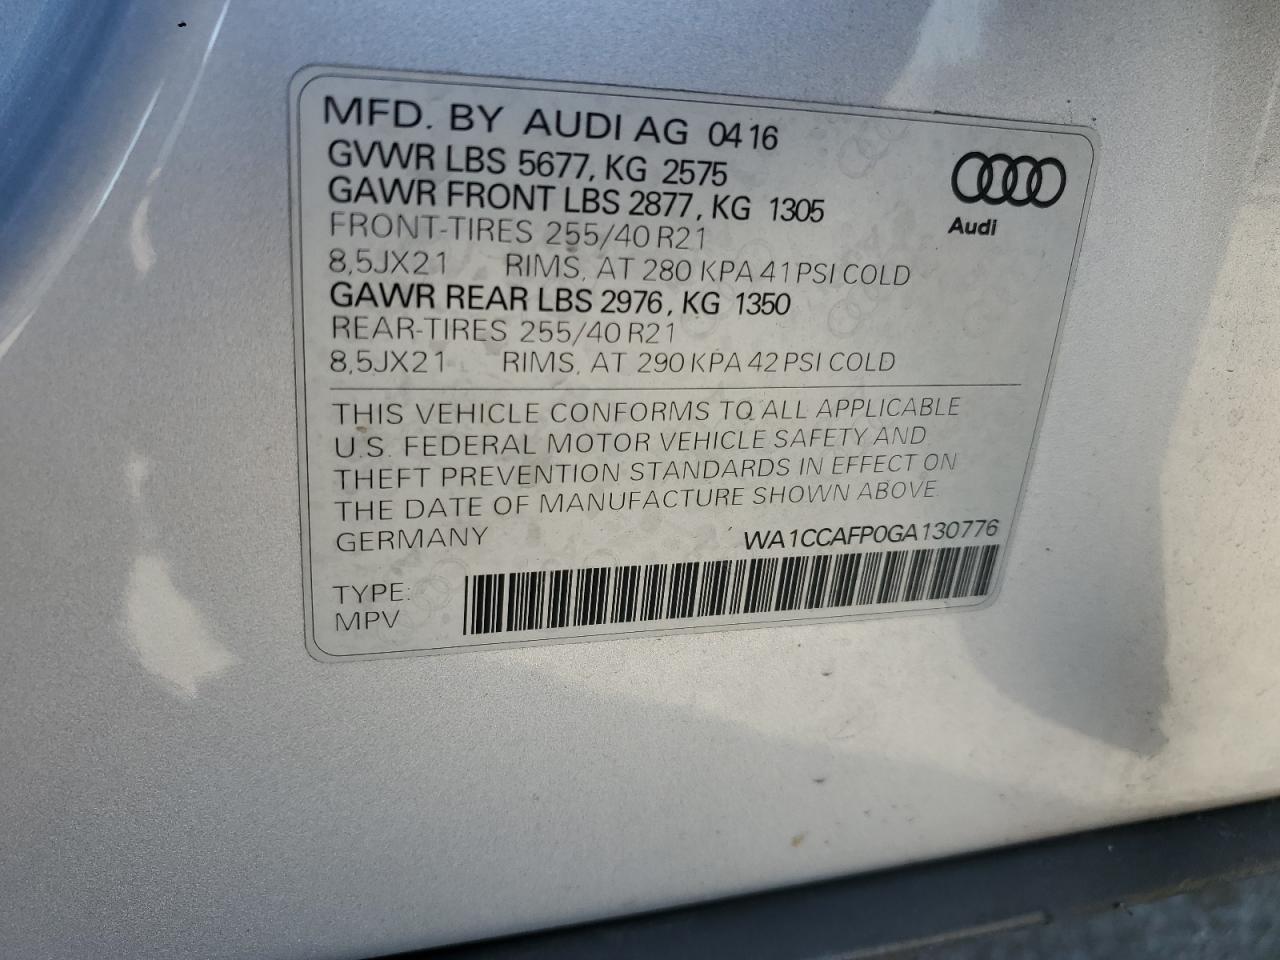 MFD. BY AUDI AG 04 16
GVWR LBS 5677, KG 2575
GAWR FRONT LBS 2877, KG 1305
FRONT-TIRES 255/40 R21
8,5JX21 RIMS, AT 280 KPA 41 PSI COLD
GAWR REAR LBS 2976, KG 1350
REAR-TIRES 255/40 R21
8,5JX21 RIMS, AT 290 KPA 42 PSI COLD
Audi
THIS VEHICLE CONFORMS TO ALL APPLICABLE
U.S. FEDERAL MOTOR VEHICLE SAFETY AND
THEFT PREVENTION STANDARDS IN EFFECT ON
THE DATE OF MANUFACTURE SHOWN ABOVE.
GERMANY WA1CCAFP0GA130776
TYPE:
MPV